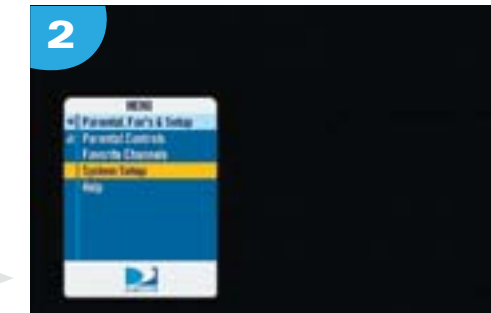 2
MENU
Parental, Fav's & Setup
Parental Controls
Favorite Channels
System Setup
Help